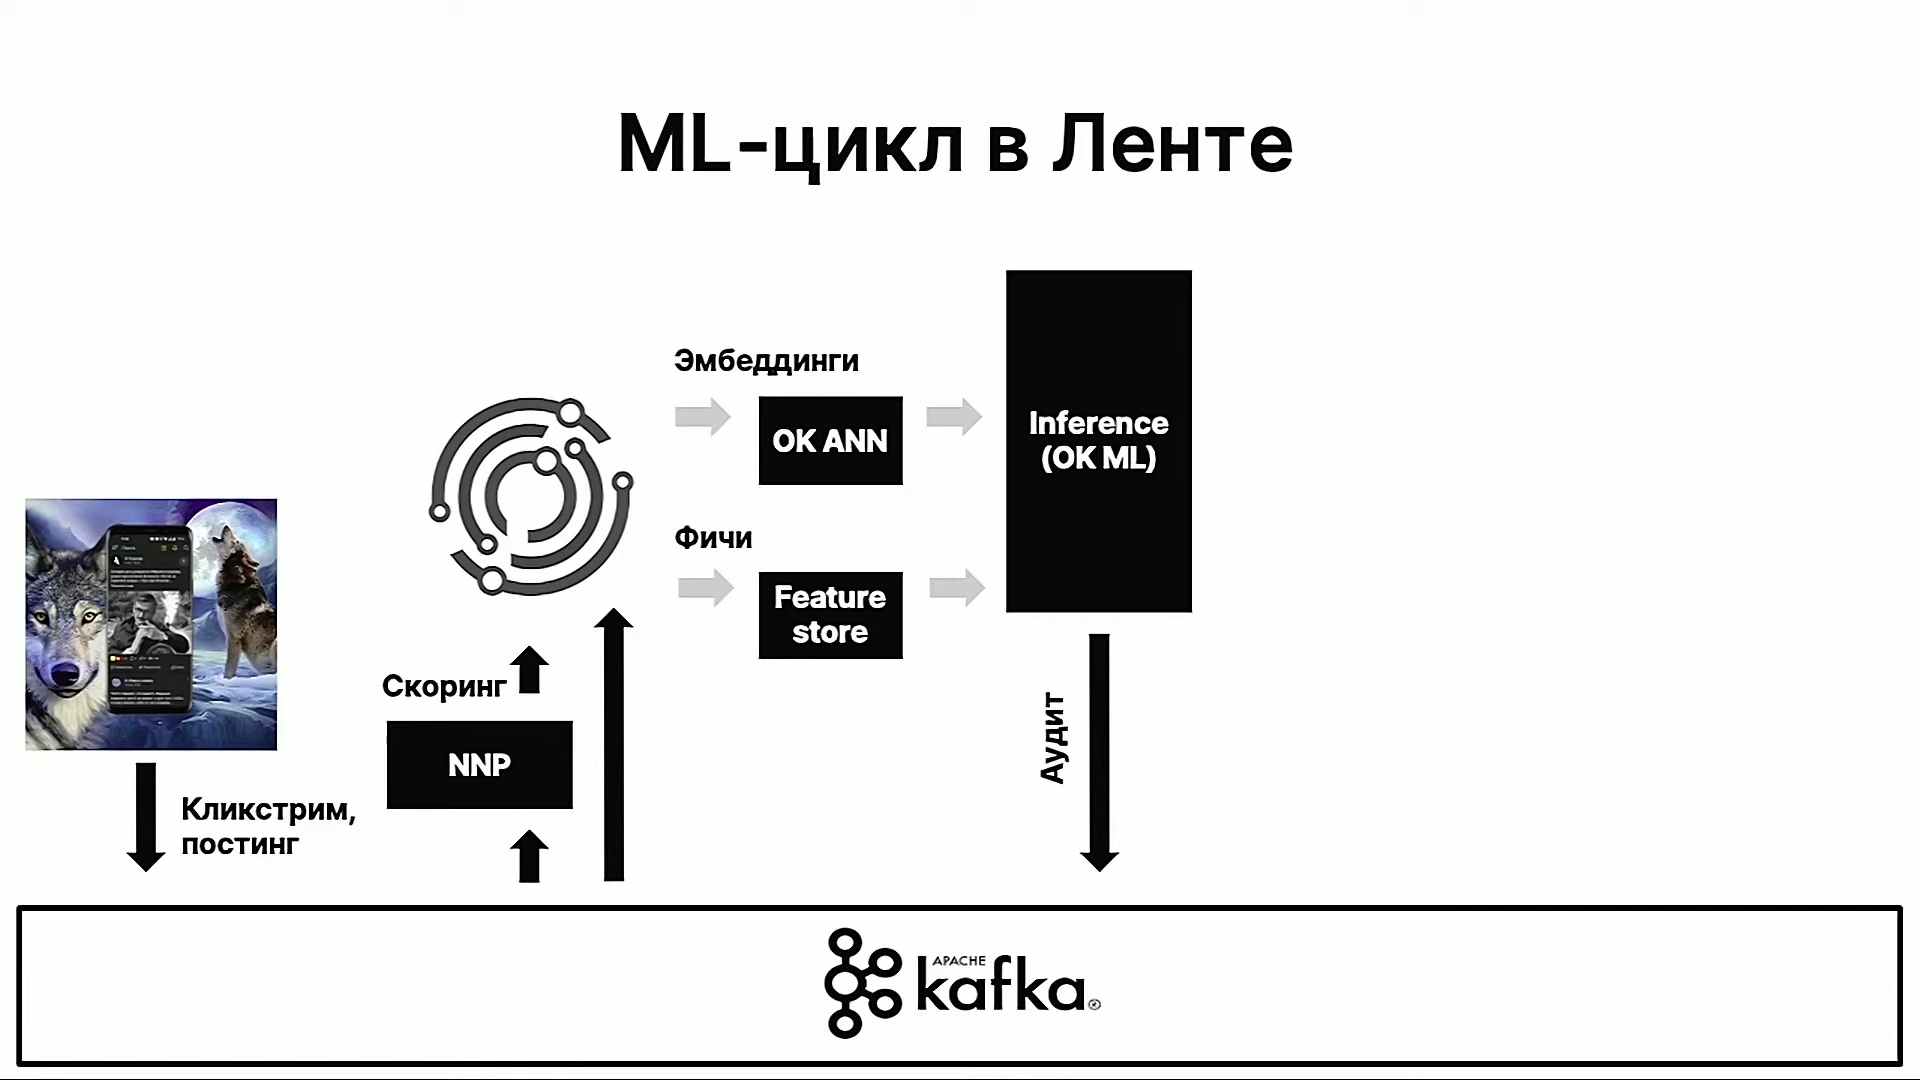 ML-цикл в Ленте
Эмбеддинги
OK ANN
Inference
(OK ML)
Фичи
Feature
store
Скоринг
NNP
Аудит
Кликстрим,
постинг
APACHE
kafka